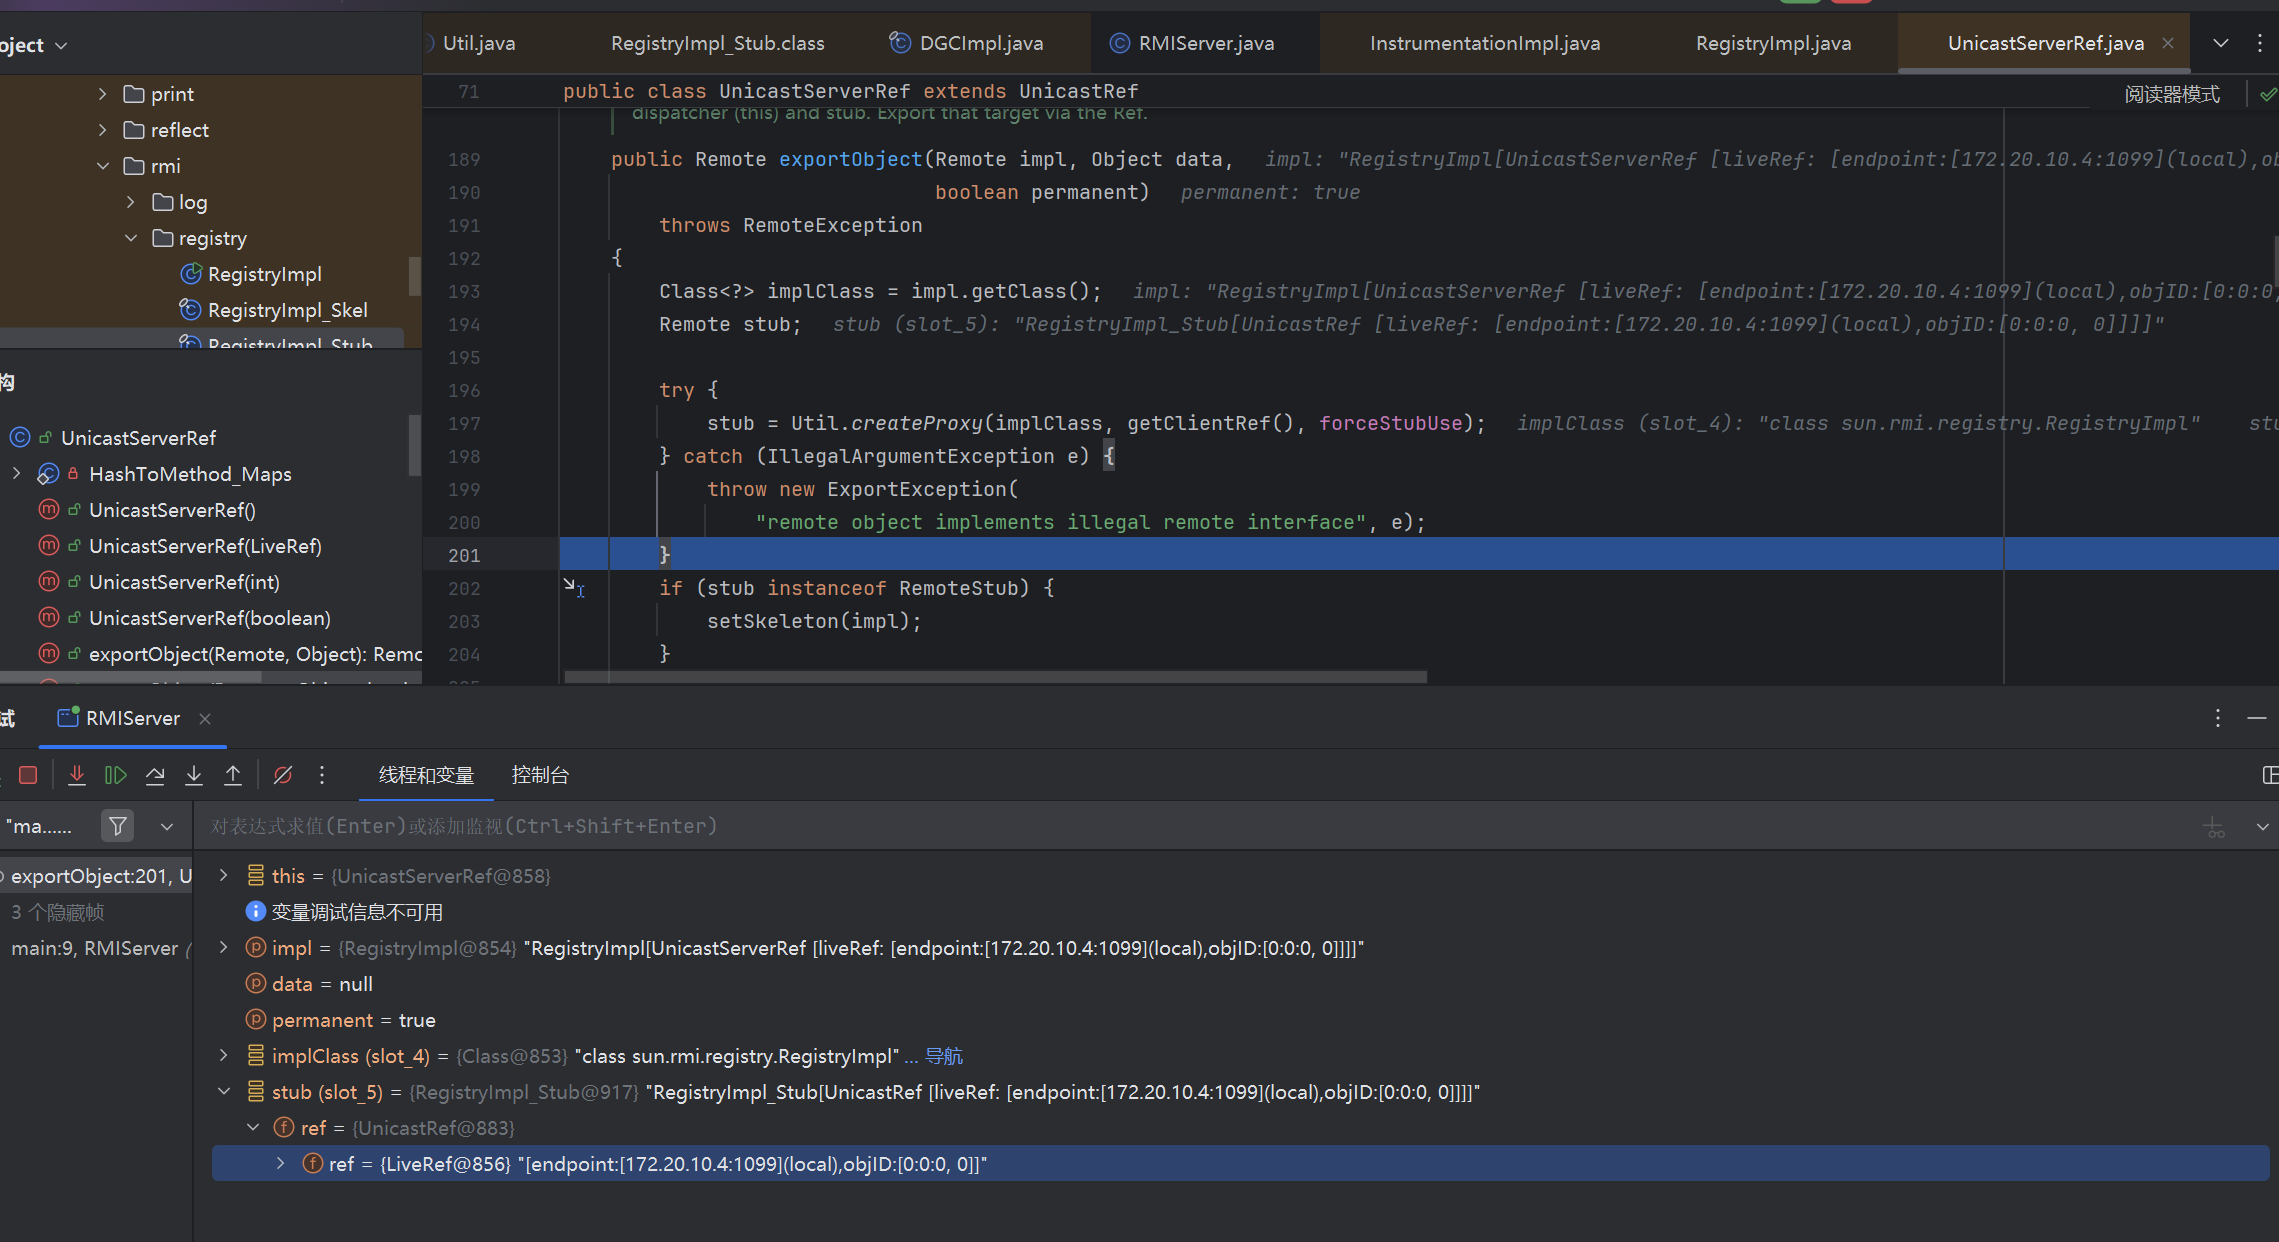 oject
Util.java
RegistryImpl_Stub.class
DGCImpl.java
RMIServer.java
InstrumentationImpl.java
RegistryImpl.java
UnicastServerRef.java
print
reflect
rmi
log
registry
RegistryImpl
RegistryImpl_Skel
RegistryImpl_Stub
构
UnicastServerRef
HashToMethod_Maps
UnicastServerRef()
UnicastServerRef(LiveRef)
UnicastServerRef(int)
UnicastServerRef(boolean)
exportObject(Remote, Object): Remo
71 public class UnicastServerRef extends UnicastRef
阅读器模式
dispatcher (this) and stub. Export that target via the Ref.
189 public Remote exportObject(Remote impl, Object data, impl: "RegistryImpl[UnicastServerRef [liveRef: [endpoint:[172.20.10.4:1099](local),ob
190 boolean permanent) permanent: true
191 throws RemoteException
192 {
193 Class<?> implClass = impl.getClass(); impl: "RegistryImpl[UnicastServerRef [liveRef: [endpoint:[172.20.10.4:1099](local),objID:[0:0:0,
194 Remote stub; stub (slot_5): "RegistryImpl_Stub[UnicastRef [liveRef: [endpoint:[172.20.10.4:1099](local),objID:[0:0:0, 0]]]]"
195
196 try {
197 stub = Util.createProxy(implClass, getClientRef(), forceStubUse); implClass (slot_4): "class sun.rmi.registry.RegistryImpl" stu
198 } catch (IllegalArgumentException e) {
199 throw new ExportException(
200 "remote object implements illegal remote interface", e);
201 }
202 if (stub instanceof RemoteStub) {
203 setSkeleton(impl);
204 }
205
试
RMIServer
线程和变量
控制台
"ma......
对表达式求值(Enter)或添加监视(Ctrl+Shift+Enter)
exportObject:201, U
3 个隐藏帧
main:9, RMIServer (
this = {UnicastServerRef@858}
变量调试信息不可用
impl = {RegistryImpl@854} "RegistryImpl[UnicastServerRef [liveRef: [endpoint:[172.20.10.4:1099](local),objID:[0:0:0, 0]]]]"
data = null
permanent = true
implClass (slot_4) = {Class@853} "class sun.rmi.registry.RegistryImpl" ... 导航
stub (slot_5) = {RegistryImpl_Stub@917} "RegistryImpl_Stub[UnicastRef [liveRef: [endpoint:[172.20.10.4:1099](local),objID:[0:0:0, 0]]]]"
ref = {UnicastRef@883}
ref = {LiveRef@856} "[endpoint:[172.20.10.4:1099](local),objID:[0:0:0, 0]]"